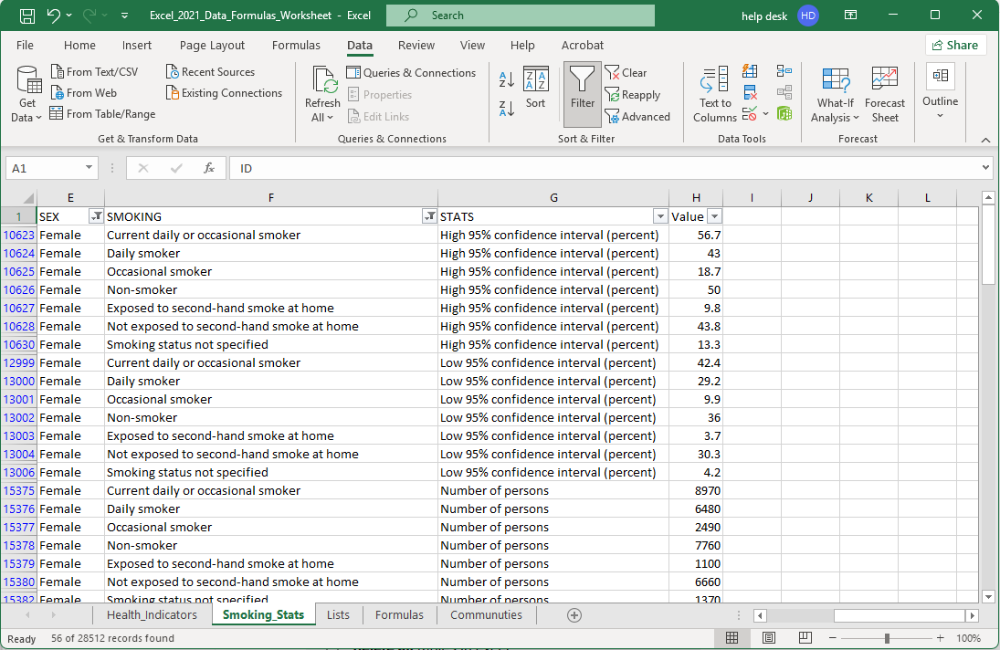 Excel_2021_Data_Formulas_Worksheet - Excel
Search
help desk HD
File Home Insert Page Layout Formulas Data Review View Help Acrobat Share
Get Data
From Text/CSV
From Web
From Table/Range
Recent Sources
Existing Connections
Get & Transform Data
Refresh All
Queries & Connections
Properties
Edit Links
Queries & Connections
Sort
Filter
Clear
Reapply
Advanced
Sort & Filter
Text to Columns
Data Tools
What-If Analysis
Forecast Sheet
Forecast
Outline
A1 fx ID
E F G H I J K L
1 SEX SMOKING STATS Value
10623 Female Current daily or occasional smoker High 95% confidence interval (percent) 56.7
10624 Female Daily smoker High 95% confidence interval (percent) 43
10625 Female Occasional smoker High 95% confidence interval (percent) 18.7
10626 Female Non-smoker High 95% confidence interval (percent) 50
10627 Female Exposed to second-hand smoke at home High 95% confidence interval (percent) 9.8
10628 Female Not exposed to second-hand smoke at home High 95% confidence interval (percent) 43.8
10630 Female Smoking status not specified High 95% confidence interval (percent) 13.3
12999 Female Current daily or occasional smoker Low 95% confidence interval (percent) 42.4
13000 Female Daily smoker Low 95% confidence interval (percent) 29.2
13001 Female Occasional smoker Low 95% confidence interval (percent) 9.9
13002 Female Non-smoker Low 95% confidence interval (percent) 36
13003 Female Exposed to second-hand smoke at home Low 95% confidence interval (percent) 3.7
13004 Female Not exposed to second-hand smoke at home Low 95% confidence interval (percent) 30.3
13006 Female Smoking status not specified Low 95% confidence interval (percent) 4.2
15375 Female Current daily or occasional smoker Number of persons 8970
15376 Female Daily smoker Number of persons 6480
15377 Female Occasional smoker Number of persons 2490
15378 Female Non-smoker Number of persons 7760
15379 Female Exposed to second-hand smoke at home Number of persons 1100
15380 Female Not exposed to second-hand smoke at home Number of persons 6660
15382 Female Smoking status not specified Number of persons 1370
Health_Indicators Smoking_Stats Lists Formulas Communuties
Ready 56 of 28512 records found 100%